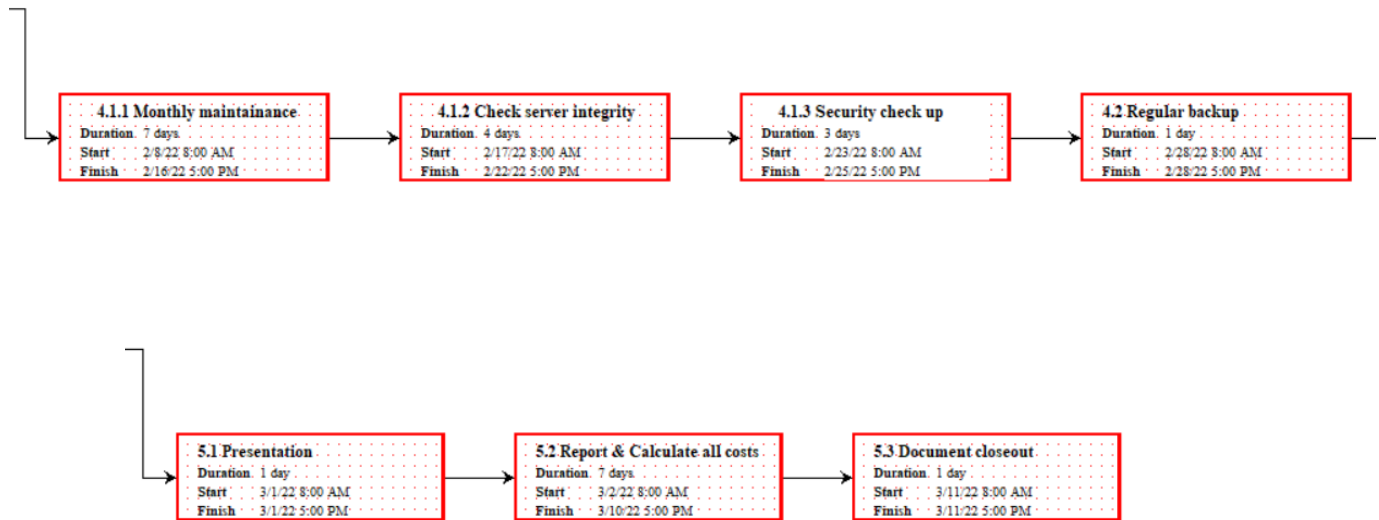 4.1.1 Monthly maintainance
Duration 7 days
Start 2/8/22 8:00 AM
Finish 2/16/22 5:00 PM
4.1.2 Check server integrity
Duration 4 days
Start 2/17/22 8:00 AM
Finish 2/22/22 5:00 PM
4.1.3 Security check up
Duration 3 days
Start 2/23/22 8:00 AM
Finish 2/25/22 5:00 PM
4.2 Regular backup
Duration 1 day
Start 2/28/22 8:00 AM
Finish 2/28/22 5:00 PM
5.1 Presentation
Duration 1 day
Start 3/1/22 8:00 AM
Finish 3/1/22 5:00 PM
5.2 Report & Calculate all costs
Duration 7 days
Start 3/2/22 8:00 AM
Finish 3/10/22 5:00 PM
5.3 Document closeout
Duration 1 day
Start 3/11/22 8:00 AM
Finish 3/11/22 5:00 PM